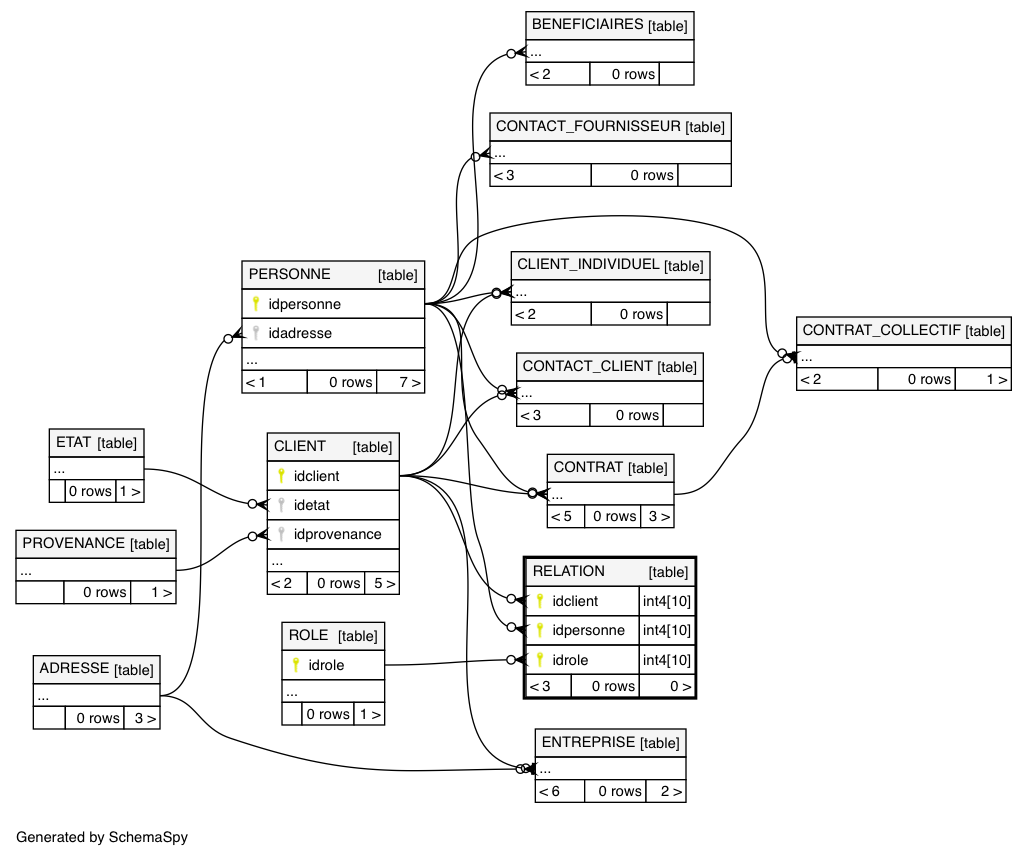 BENEFICIAIRES [table]
...
< 2 0 rows
CONTACT_FOURNISSEUR [table]
...
< 3 0 rows
PERSONNE [table]
idpersonne
idadresse
...
< 1 0 rows 7 >
CLIENT_INDIVIDUEL [table]
...
< 2 0 rows
CONTRAT_COLLECTIF [table]
...
< 2 0 rows 1 >
CONTACT_CLIENT [table]
...
< 3 0 rows
ETAT [table]
...
0 rows 1 >
CLIENT [table]
idclient
idetat
idprovenance
...
< 2 0 rows 5 >
CONTRAT [table]
...
< 5 0 rows 3 >
PROVENANCE [table]
...
0 rows 1 >
RELATION [table]
idclient int4[10]
idpersonne int4[10]
idrole int4[10]
< 3 0 rows 0 >
ROLE [table]
idrole
...
0 rows 1 >
ADRESSE [table]
...
0 rows 3 >
ENTREPRISE [table]
...
< 6 0 rows 2 >
Generated by SchemaSpy